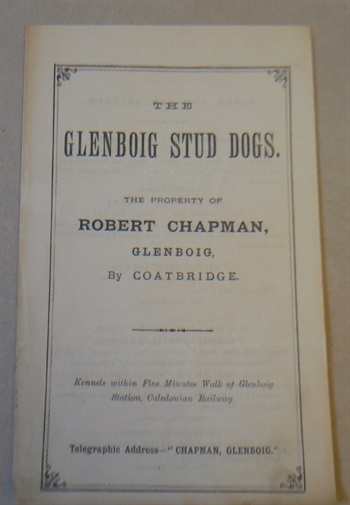 THE
GLENBOIG STUD DOGS.
THE PROPERTY OF
ROBERT CHAPMAN,
GLENBOIG,
By COATBRIDGE.
Kennels within Five Minutes Walk of Glenboig
Station, Caledonian Railway.
Telegraphic Address—"CHAPMAN, GLENBOIG."